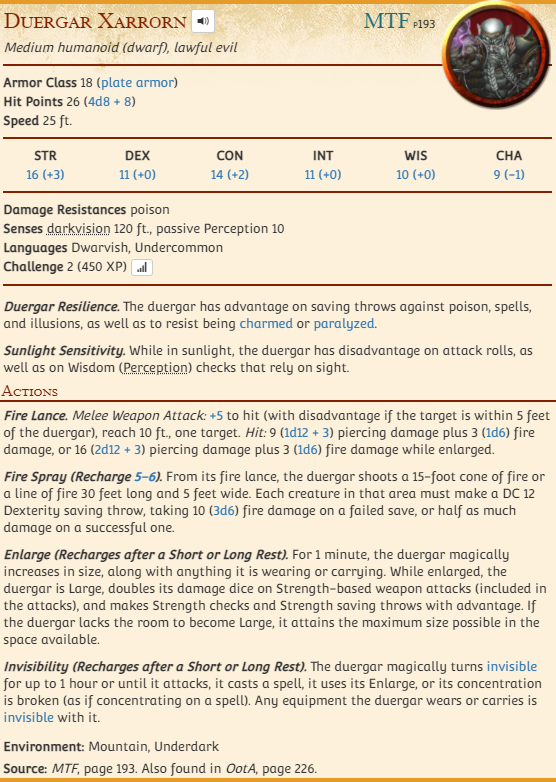 Duergar Xarrorn MTF P193
Medium humanoid (dwarf), lawful evil
Armor Class 18 (plate armor)
Hit Points 26 (4d8 + 8)
Speed 25 ft.
STR DEX CON INT WIS CHA
16 (+3) 11 (+0) 14 (+2) 11 (+0) 10 (+0) 9 (−1)
Damage Resistances poison
Senses darkvision 120 ft., passive Perception 10
Languages Dwarvish, Undercommon
Challenge 2 (450 XP)
Duergar Resilience. The duergar has advantage on saving throws against poison, spells,
and illusions, as well as to resist being charmed or paralyzed.
Sunlight Sensitivity. While in sunlight, the duergar has disadvantage on attack rolls, as
well as on Wisdom (Perception) checks that rely on sight.
Actions
Fire Lance. Melee Weapon Attack: +5 to hit (with disadvantage if the target is within 5 feet
of the duergar), reach 10 ft., one target. Hit: 9 (1d12 + 3) piercing damage plus 3 (1d6) fire
damage, or 16 (2d12 + 3) piercing damage plus 3 (1d6) fire damage while enlarged.
Fire Spray (Recharge 5–6). From its fire lance, the duergar shoots a 15-foot cone of fire or
a line of fire 30 feet long and 5 feet wide. Each creature in that area must make a DC 12
Dexterity saving throw, taking 10 (3d6) fire damage on a failed save, or half as much
damage on a successful one.
Enlarge (Recharges after a Short or Long Rest). For 1 minute, the duergar magically
increases in size, along with anything it is wearing or carrying. While enlarged, the
duergar is Large, doubles its damage dice on Strength-based weapon attacks (included in
the attacks), and makes Strength checks and Strength saving throws with advantage. If
the duergar lacks the room to become Large, it attains the maximum size possible in the
space available.
Invisibility (Recharges after a Short or Long Rest). The duergar magically turns invisible
for up to 1 hour or until it attacks, it casts a spell, it uses its Enlarge, or its concentration
is broken (as if concentrating on a spell). Any equipment the duergar wears or carries is
invisible with it.
Environment: Mountain, Underdark
Source: MTF, page 193. Also found in OotA, page 226.